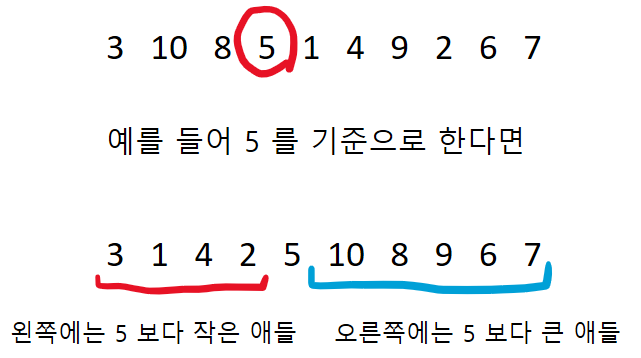 3 10 8 5 1 4 9 2 6 7
예를 들어 5 를 기준으로 한다면
3 1 4 2 5 10 8 9 6 7
왼쪽에는 5 보다 작은 애들 오른쪽에는 5 보다 큰 애들